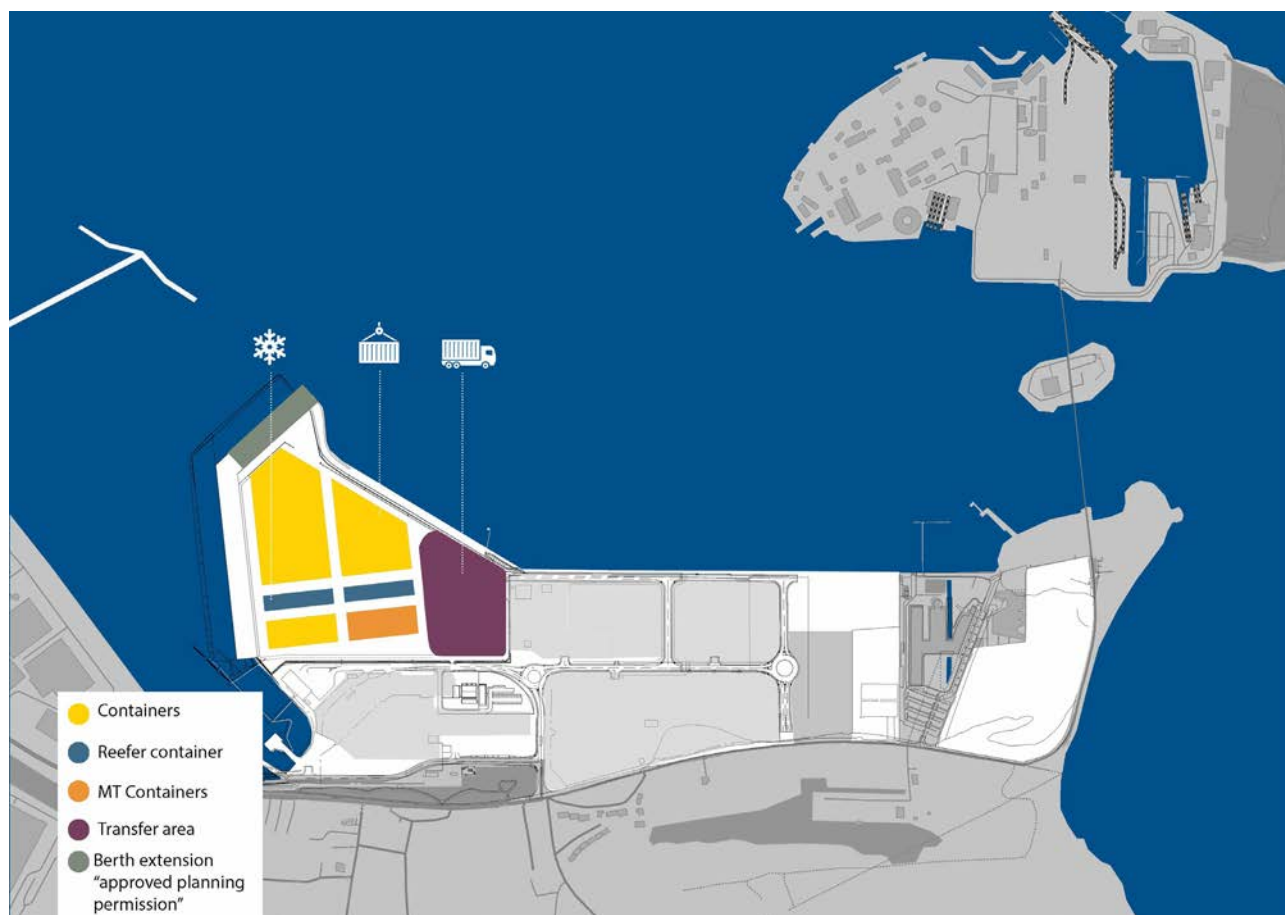 Containers
Reefer container
MT Containers
Transfer area
Berth extension
“approved planning
permission”